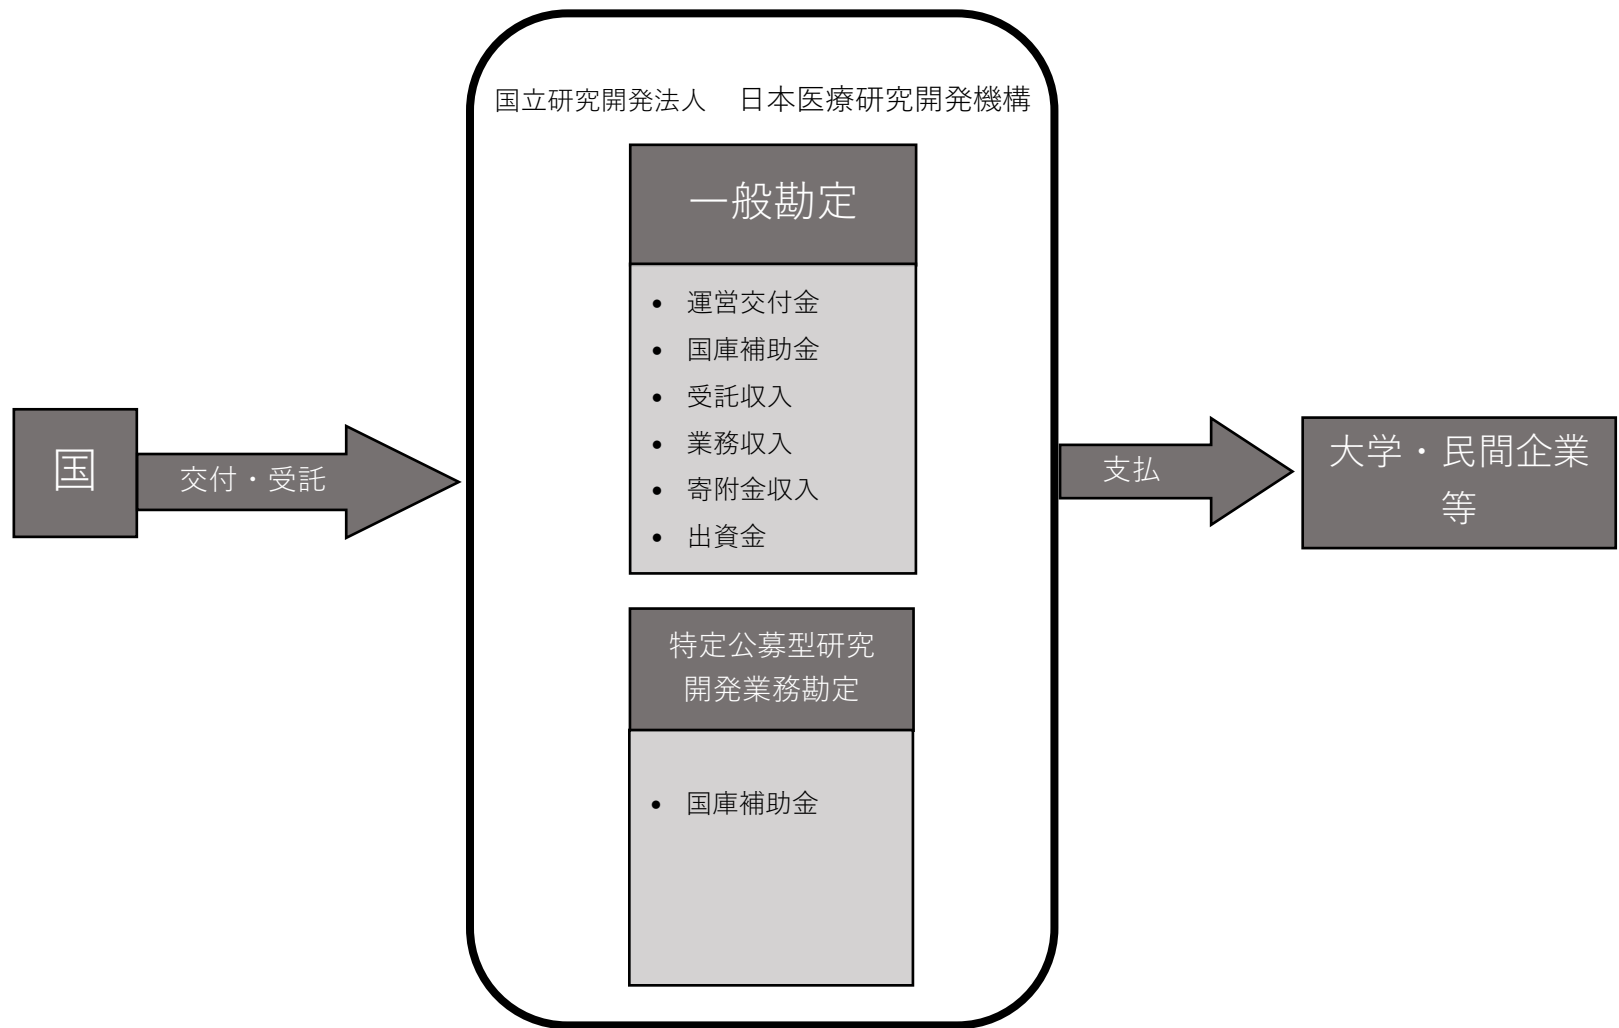 国立研究開発法人　日本医療研究開発機構
一般勘定
• 運営交付金
• 国庫補助金
• 受託収入
• 業務収入
• 寄附金収入
• 出資金
国
交付・受託
支払
大学・民間企業
等
特定公募型研究
開発業務勘定
• 国庫補助金